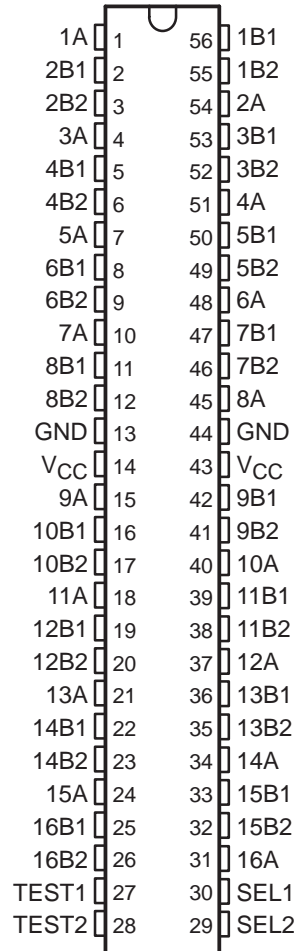 1A 1 56 1B1
2B1 2 55 1B2
2B2 3 54 2A
3A 4 53 3B1
4B1 5 52 3B2
4B2 6 51 4A
5A 7 50 5B1
6B1 8 49 5B2
6B2 9 48 6A
7A 10 47 7B1
8B1 11 46 7B2
8B2 12 45 8A
GND 13 44 GND
VCC 14 43 VCC
9A 15 42 9B1
10B1 16 41 9B2
10B2 17 40 10A
11A 18 39 11B1
12B1 19 38 11B2
12B2 20 37 12A
13A 21 36 13B1
14B1 22 35 13B2
14B2 23 34 14A
15A 24 33 15B1
16B1 25 32 15B2
16B2 26 31 16A
TEST1 27 30 SEL1
TEST2 28 29 SEL2